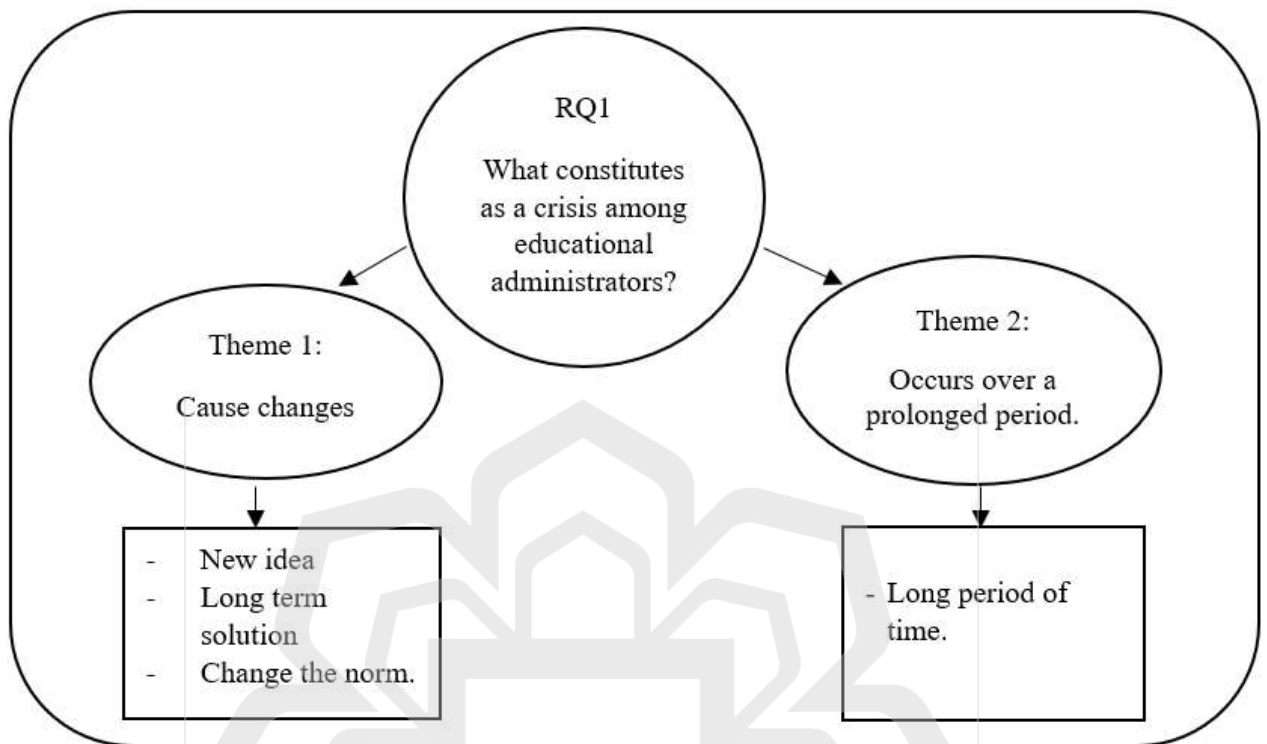 RQ1
What constitutes
as a crisis among
educational
administrators?
Theme 1:
Cause changes
Theme 2:
Occurs over a
prolonged period.
- New idea
- Long term
solution
- Change the norm.
- Long period of
time.